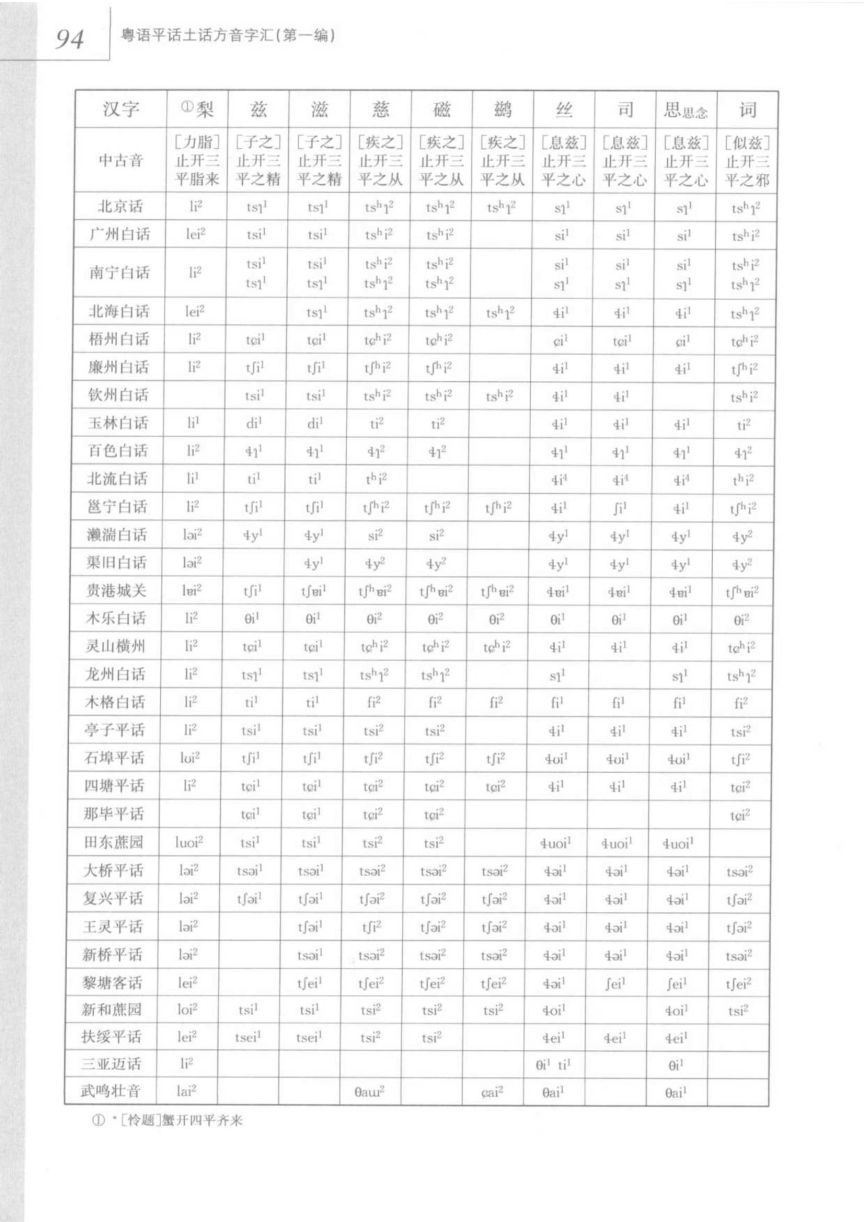 94 粤语平话土话方音字汇(第一编)
汉字 ①梨 兹 滋 慈 磁 鹚 丝 司 思思念 词
中古音 [力脂]止开三平脂来 [子之]止开三平之精 [子之]止开三平之精 [疾之]止开三平之从 [疾之]止开三平之从 [疾之]止开三平之从 [息兹]止开三平之心 [息兹]止开三平之心 [息兹]止开三平之心 [似兹]止开三平之邪
北京话 li² tsɿ¹ tsɿ¹ tsʰɿ² tsʰɿ² tsʰɿ² sɿ¹ sɿ¹ sɿ¹ tsʰɿ²
广州白话 lei² tsi¹ tsi¹ tsʰi² tsʰi² si¹ si¹ si¹ tsʰi²
南宁白话 li² tsi¹ tsɿ¹ tsi¹ tsɿ¹ tsʰi² tsʰɿ² tsʰi² tsʰɿ² si¹ sɿ¹ si¹ sɿ¹ si¹ sɿ¹ tsʰi² tsʰɿ²
北海白话 lei² tsɿ¹ tsʰɿ² tsʰɿ² tsʰɿ² ɬi¹ ɬi¹ ɬi¹ tsʰɿ²
梧州白话 li² tɕi¹ tɕi¹ tɕʰi² tɕʰi² ɕi¹ tɕi¹ ɕi¹ tɕʰi²
廉州白话 li² tʃi¹ tʃi¹ tʃʰi² tʃʰi² ɬi¹ ɬi¹ ɬi¹ tʃʰi²
钦州白话 tsi¹ tsi¹ tsʰi² tsʰi² tsʰi² ɬi¹ ɬi¹ tsʰi²
玉林白话 li¹ di¹ di¹ ti² ti² ɬi¹ ɬi¹ ɬi¹ ti²
百色白话 li² ɬɿ¹ ɬɿ¹ ɬɿ² ɬɿ² ɬɿ¹ ɬɿ¹ ɬɿ¹ ɬɿ²
北流白话 li¹ ti¹ ti¹ tʰi² ɬi⁴ ɬi⁴ ɬi⁴ tʰi²
邕宁白话 li² tʃi¹ tʃi¹ tʃʰi² tʃʰi² tʃʰi² ɬi¹ ʃi¹ ɬi¹ tʃʰi²
濑湍白话 ləi² ɬy¹ ɬy¹ si² si² ɬy¹ ɬy¹ ɬy¹ ɬy²
渠旧白话 ləi² ɬy¹ ɬy² ɬy² ɬy¹ ɬy¹ ɬy¹ ɬy²
贵港城关 lɐi² tʃi¹ tʃɐi¹ tʃʰɐi² tʃʰɐi² tʃʰɐi² ɬɐi¹ ɬɐi¹ ɬɐi¹ tʃʰɐi²
木乐白话 li² θi¹ θi¹ θi² θi² θi² θi¹ θi¹ θi¹ θi²
灵山横州 li² tɕi¹ tɕi¹ tɕʰi² tɕʰi² tɕʰi² ɬi¹ ɬi¹ ɬi¹ tɕʰi²
龙州白话 li² tsɿ¹ tsɿ¹ tsʰɿ² tsʰɿ² sɿ¹ sɿ¹ tsʰɿ²
木格白话 li² ti¹ ti¹ fi² fi² fi² fi¹ fi¹ fi¹ fi²
亭子平话 li² tsi¹ tsi¹ tsi² tsi² ɬi¹ ɬi¹ ɬi¹ tsi²
石埠平话 loi² tʃi¹ tʃi¹ tʃi² tʃi² tʃi² ɬoi¹ ɬoi¹ ɬoi¹ tʃi²
四塘平话 li² tɕi¹ tɕi¹ tɕi² tɕi² tɕi² ɬi¹ ɬi¹ ɬi¹ tɕi²
那毕平话 tɕi¹ tɕi¹ tɕi² tɕi² tɕi²
田东蔗园 luoi² tsi¹ tsi¹ tsi² tsi² ɬuoi¹ ɬuoi¹ ɬuoi¹
大桥平话 ləi² tsəi¹ tsəi¹ tsəi² tsəi² tsəi² ɬəi¹ ɬəi¹ ɬəi¹ tsəi²
复兴平话 ləi² tʃəi¹ tʃəi¹ tʃəi² tʃəi² tʃəi² ɬəi¹ ɬəi¹ ɬəi¹ tʃəi²
王灵平话 ləi² tʃəi¹ tʃi² tʃəi² tʃəi² ɬəi¹ ɬəi¹ ɬəi¹ tʃəi²
新桥平话 ləi² tsəi¹ tsəi² tsəi² tsəi² ɬəi¹ ɬəi¹ ɬəi¹ tsəi²
黎塘客话 lei² tʃei¹ tʃei² tʃei² tʃei² ɬəi¹ ʃei¹ ʃei¹ tʃei²
新和蔗园 loi² tsi¹ tsi¹ tsi² tsi² tsi² ɬoi¹ ɬoi¹ tsi²
扶绥平话 lei² tsei¹ tsei¹ tsi² tsi² ɬei¹ ɬei¹ ɬei¹
三亚迈话 li² θi¹ ti¹ θi¹
武鸣壮音 lai² θaɯ² ɕai² θai¹ θai¹
① *[怜题]蟹开四平齐来